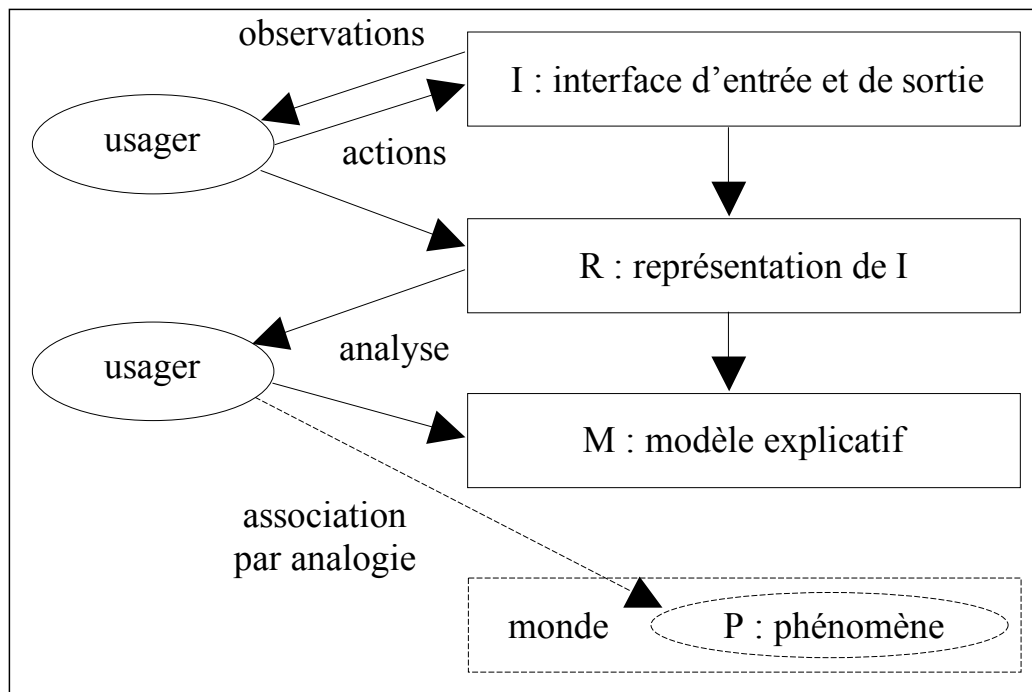 observations
I : interface d’entrée et de sortie
usager
actions
R : représentation de I
analyse
usager
M : modèle explicatif
association
par analogie
monde
P : phénomène